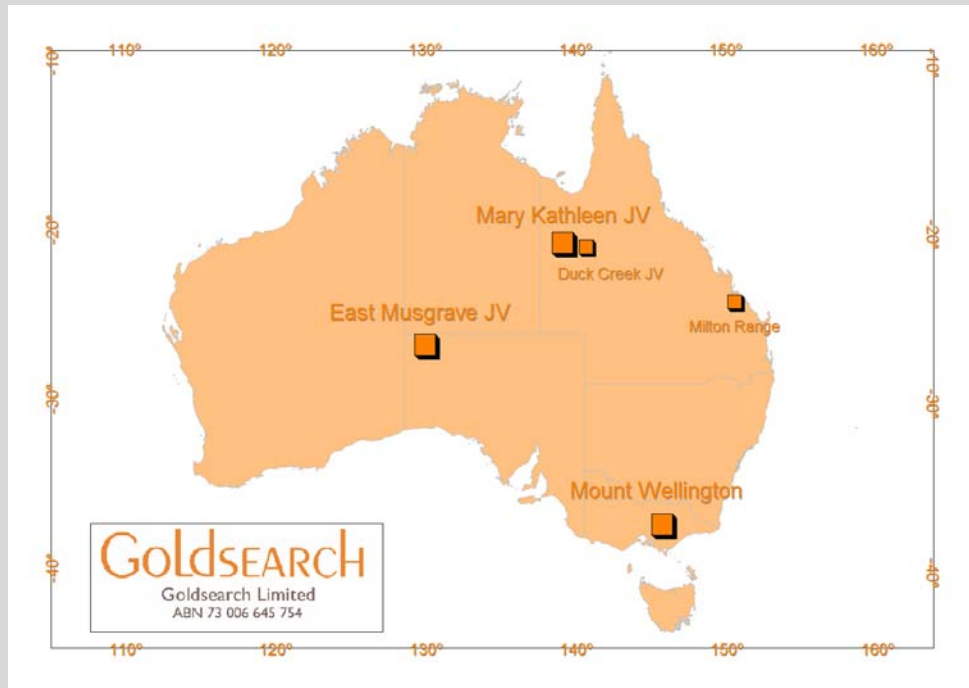 110° 120° 130° 140° 150° 160°
-10° -10°
Mary Kathleen JV
-20° -20°
Duck Creek JV
East Musgrave JV
Milton Range
-30° -30°
Mount Wellington
GOLDSEARCH
Goldsearch Limited
ABN 73 006 645 754
-40° -40°
110° 120° 130° 140° 150° 160°